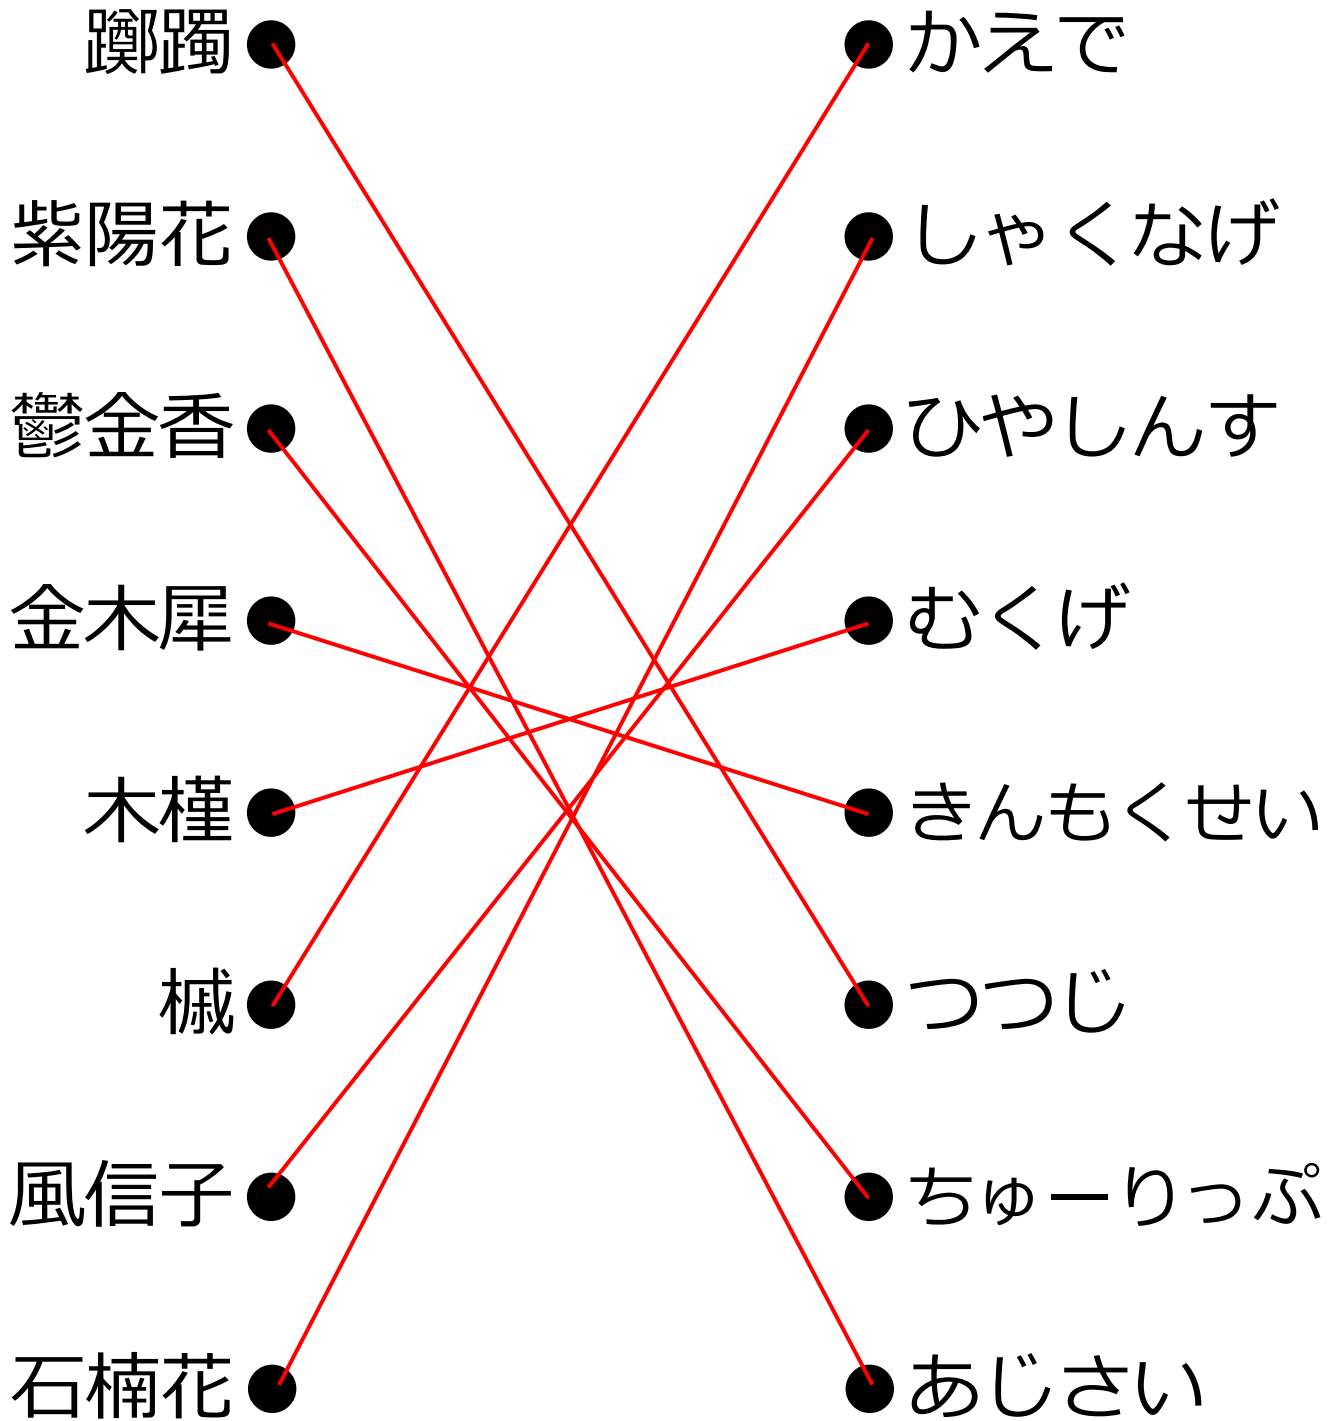 躑躅 かえで
紫陽花 しゃくなげ
鬱金香 ひやしんす
金木犀 むくげ
木槿 きんもくせい
槭 つつじ
風信子 ちゅーりっぷ
石楠花 あじさい